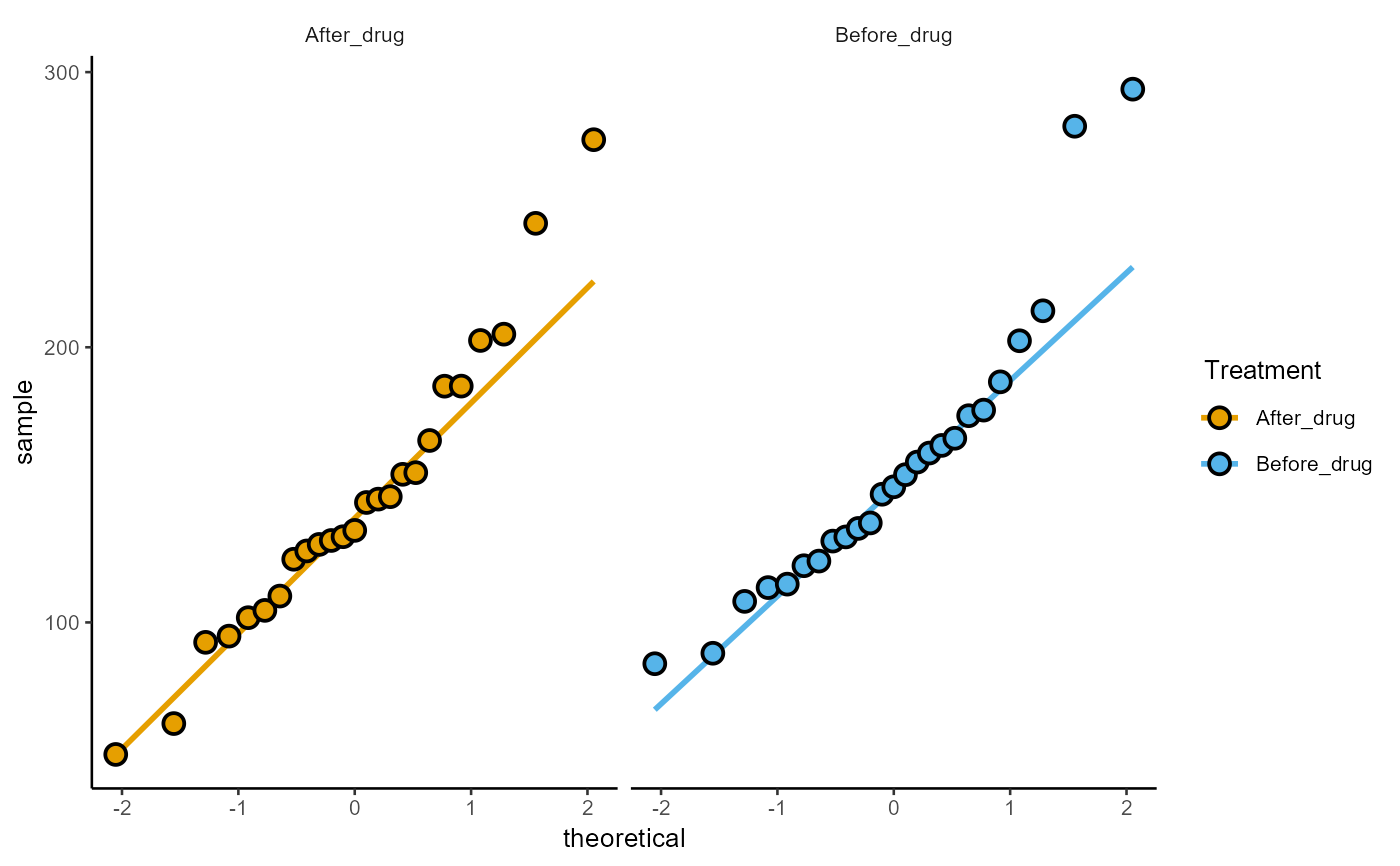 After_drug
Before_drug
300
200
100
sample
-2 -1 0 1 2
-2 -1 0 1 2
theoretical
Treatment
After_drug
Before_drug